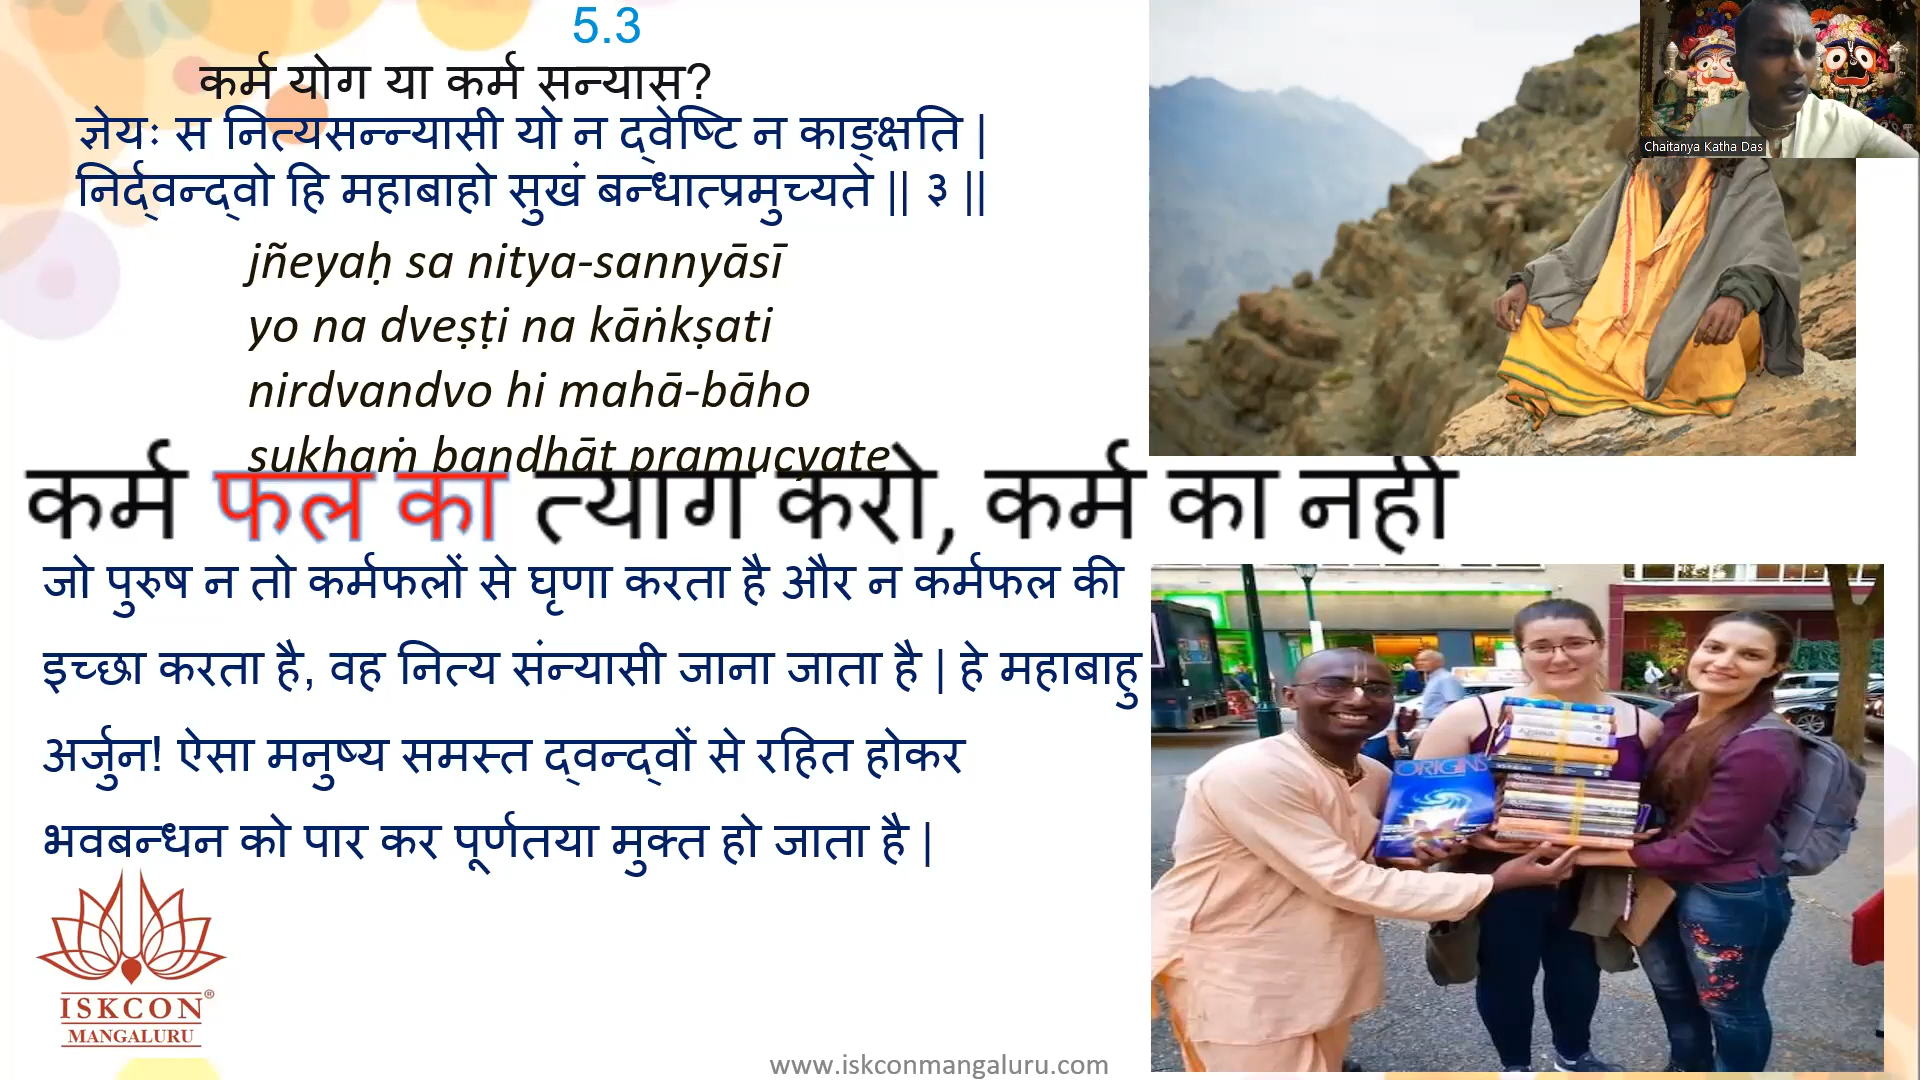 5.3
कर्म योग या कर्म सन्यास?
ज्ञेयः स नित्यसन्न्यासी यो न द्वेष्टि न काङ्क्षति |
निर्द्वन्द्वो हि महाबाहो सुखं बन्धात्प्रमुच्यते || ३ ||
jñeyaḥ sa nitya-sannyāsī
yo na dveṣṭi na kāṅkṣati
nirdvandvo hi mahā-bāho
sukhaṁ bandhāt pramucyate
कर्म फल का त्याग करो, कर्म का नही
जो पुरुष न तो कर्मफलों से घृणा करता है और न कर्मफल की
इच्छा करता है, वह नित्य संन्यासी जाना जाता है | हे महाबाहु
अर्जुन! ऐसा मनुष्य समस्त द्वन्द्वों से रहित होकर
भवबन्धन को पार कर पूर्णतया मुक्त हो जाता है |
ISKCON®
MANGALURU
www.iskconmangaluru.com
Chaitanya Katha Das
ORIGINS